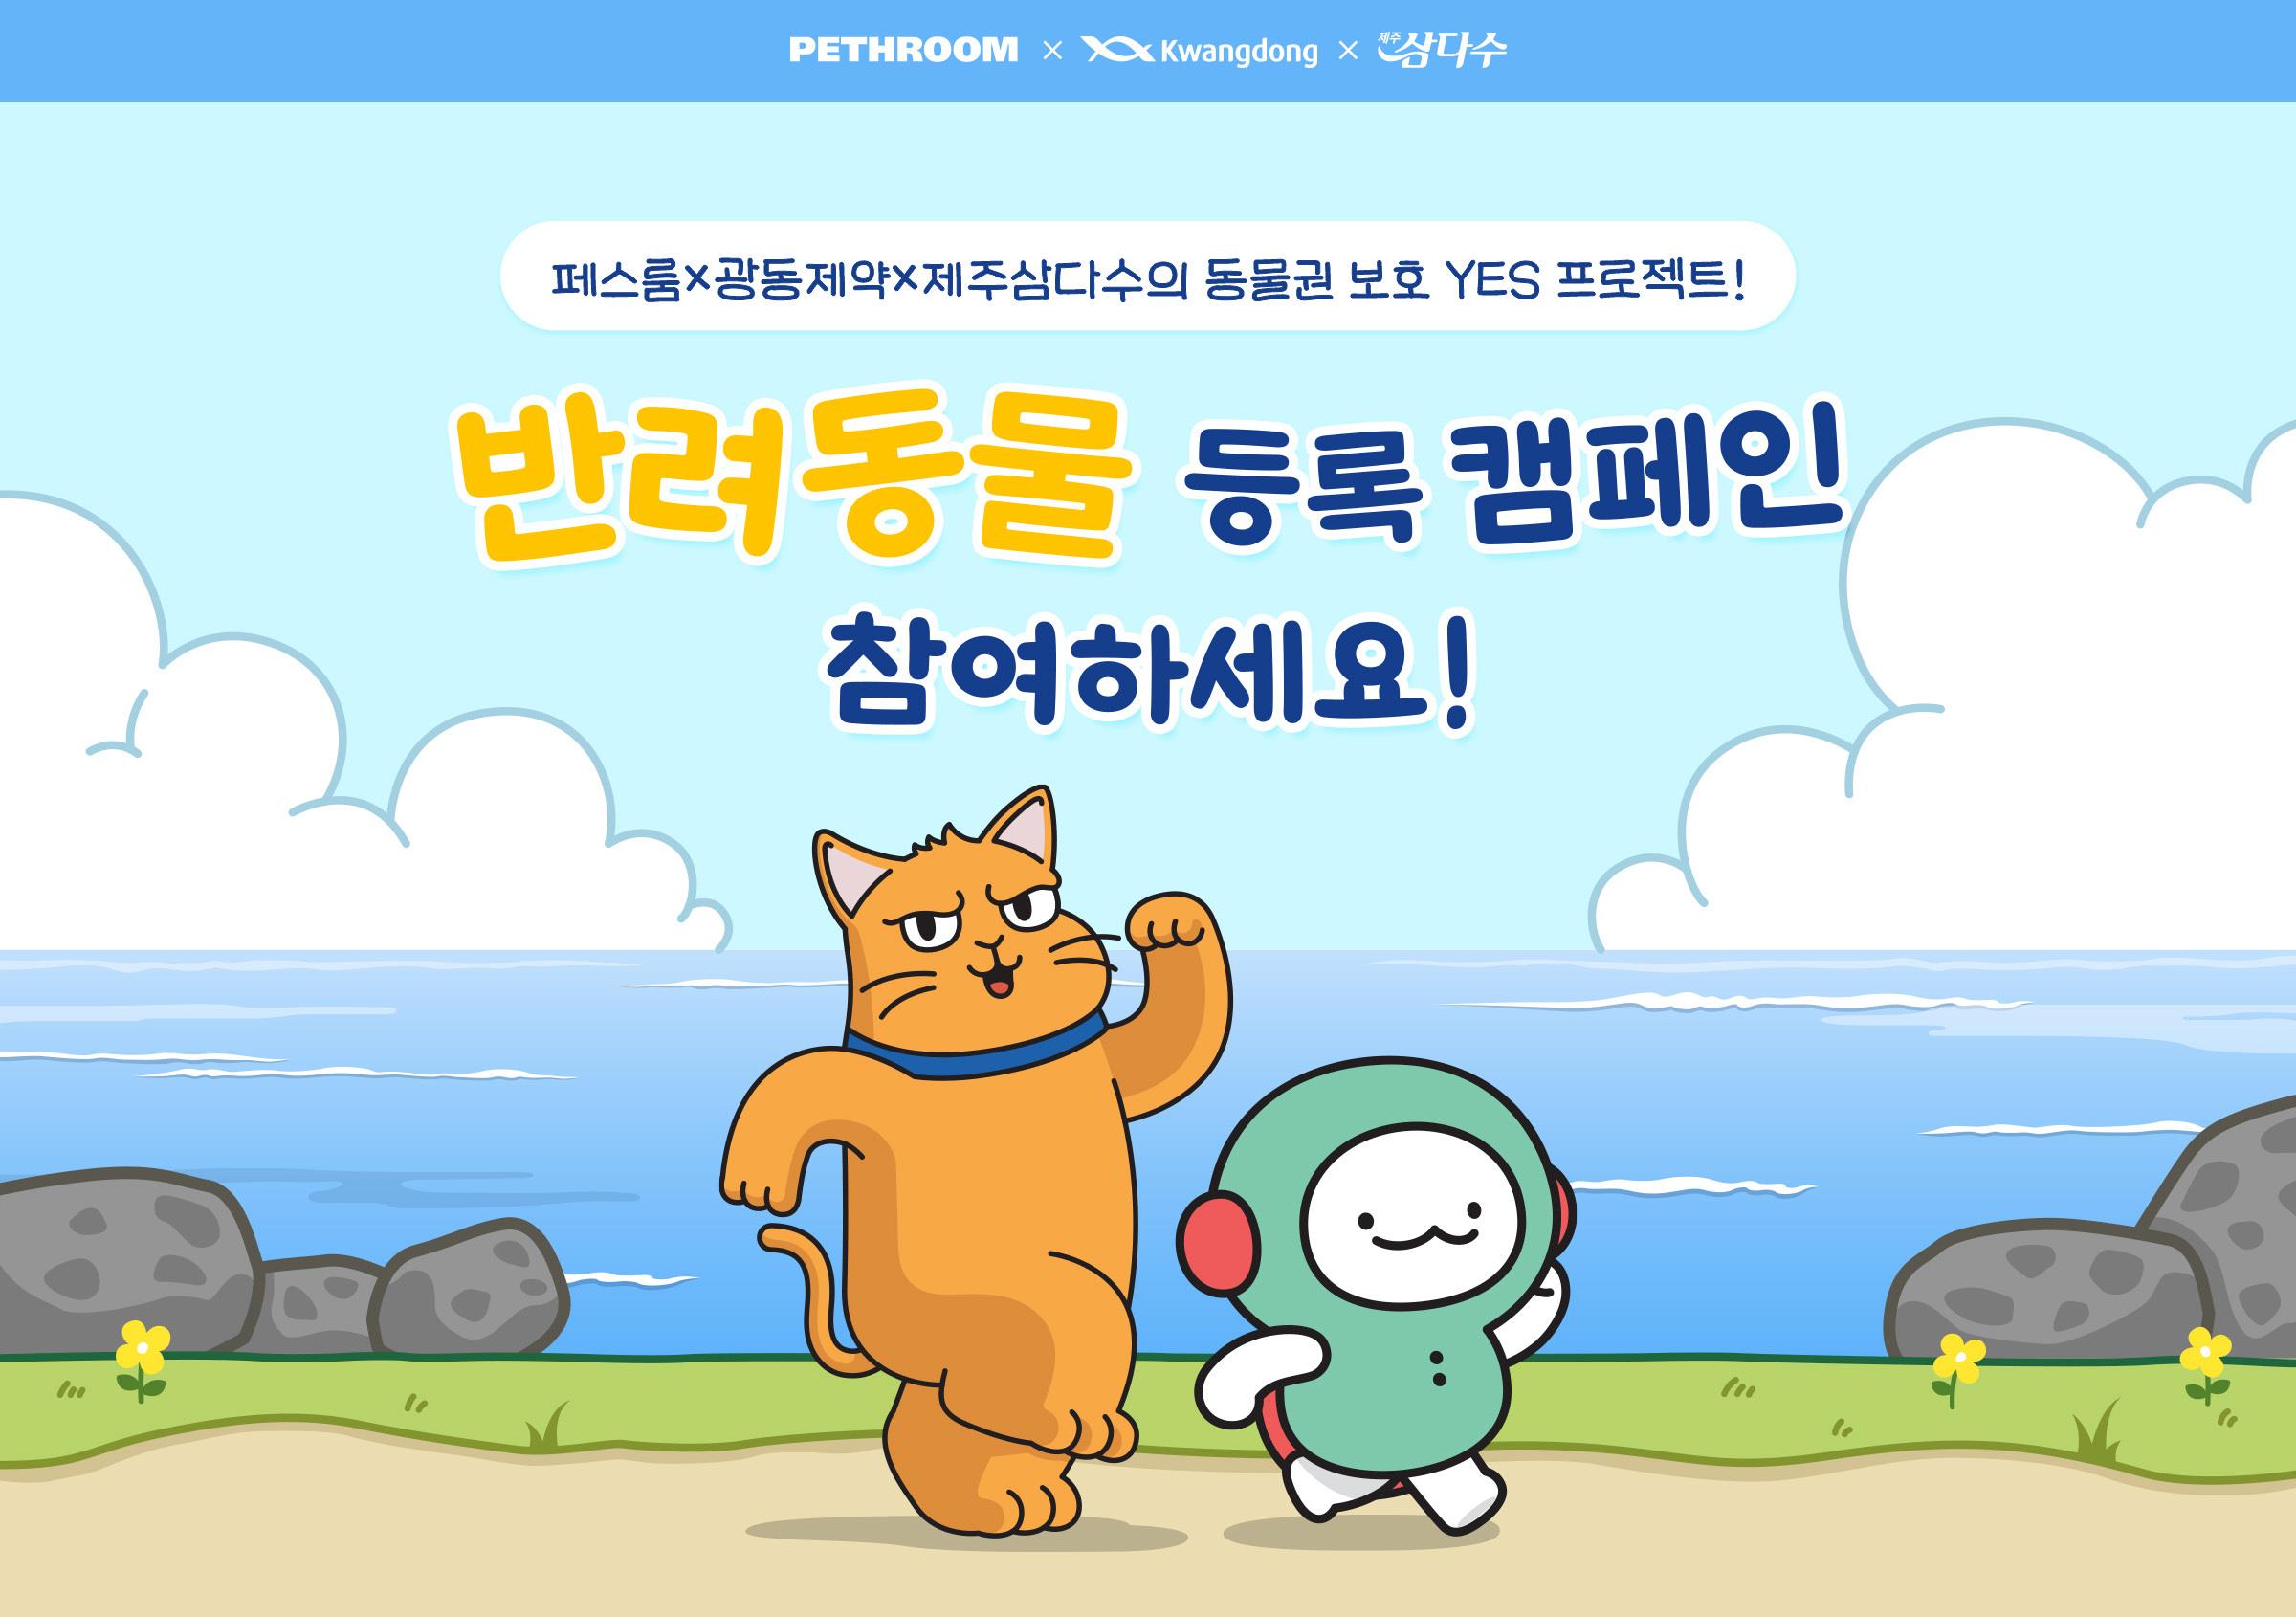 PETHROOM × Kwangdong × 제주삼다수
페스룸×광동제약×제주삼다수의 동물권 보호 YES 프로젝트!
반려동물 등록 캠페인
참여하세요!